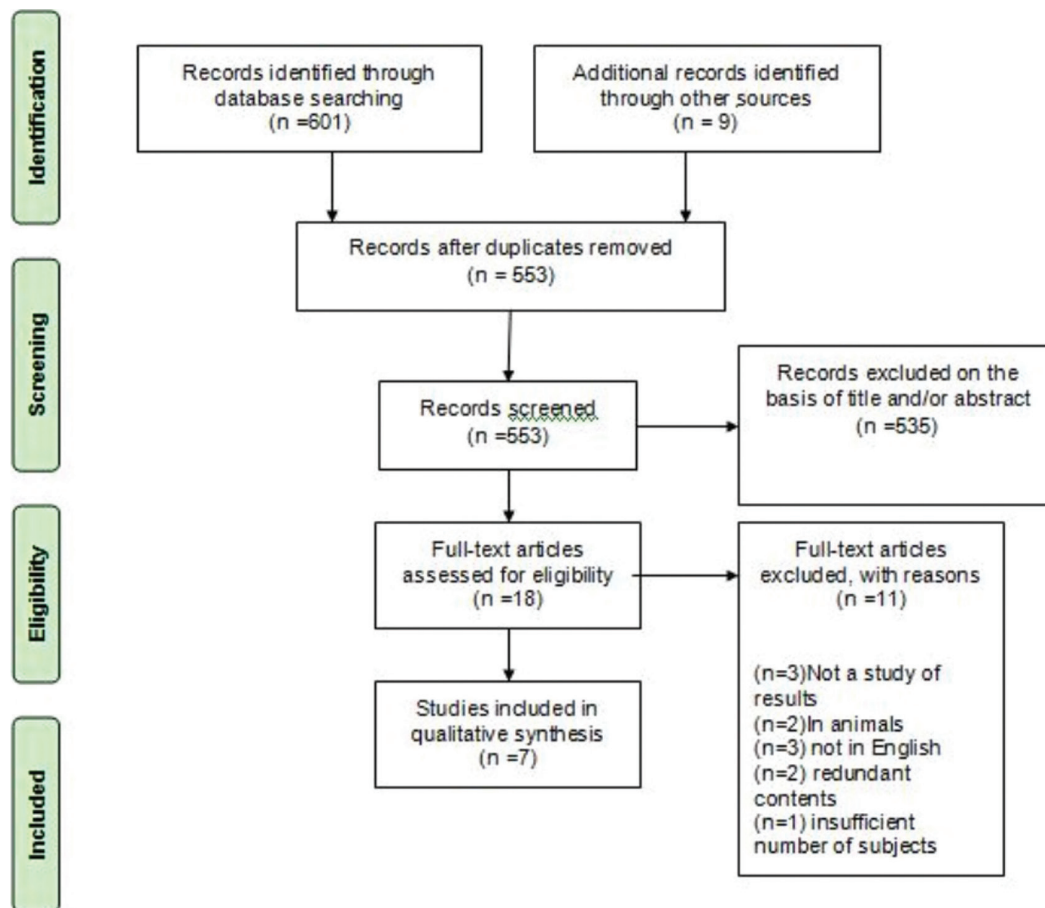 Identification
Records identified through
database searching
(n =601)
Additional records identified
through other sources
(n = 9)
Records after duplicates removed
(n = 553)
Screening
Records screened
(n =553)
Records excluded on the
basis of title and/or abstract
(n =535)
Eligibility
Full-text articles
assessed for eligibility
(n =18)
Full-text articles
excluded, with reasons
(n =11)
(n=3)Not a study of
results
(n=2)In animals
(n=3) not in English
(n=2) redundant
contents
(n=1) insufficient
number of subjects
Included
Studies included in
qualitative synthesis
(n =7)